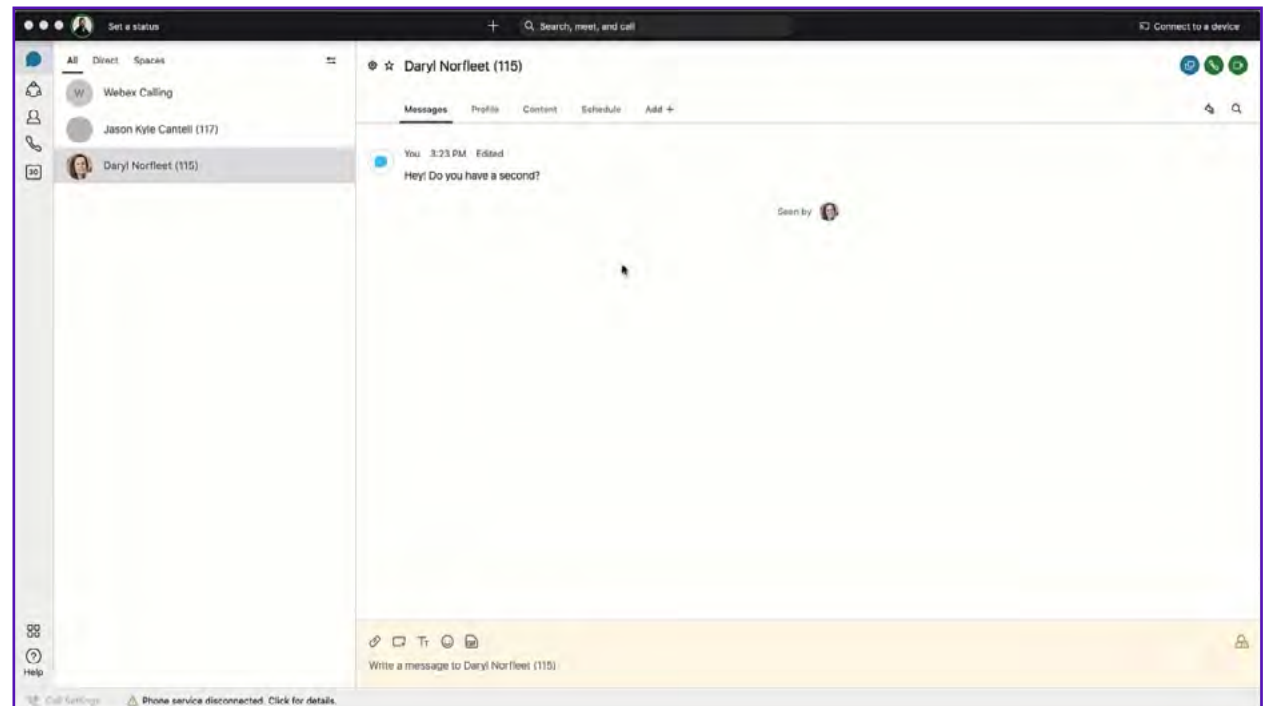 Set a status
Search, meet, and call
Connect to a device
All Direct Spaces
W Webex Calling
Jason Kyle Cantell (117)
Daryl Norfleet (115)
Daryl Norfleet (115)
Messages Profile Content Schedule Add +
You 3:23 PM Edited
Hey! Do you have a second?
Seen by
30
GIF
Write a message to Daryl Norfleet (115)
Help
Call Settings
Phone service disconnected. Click for details.